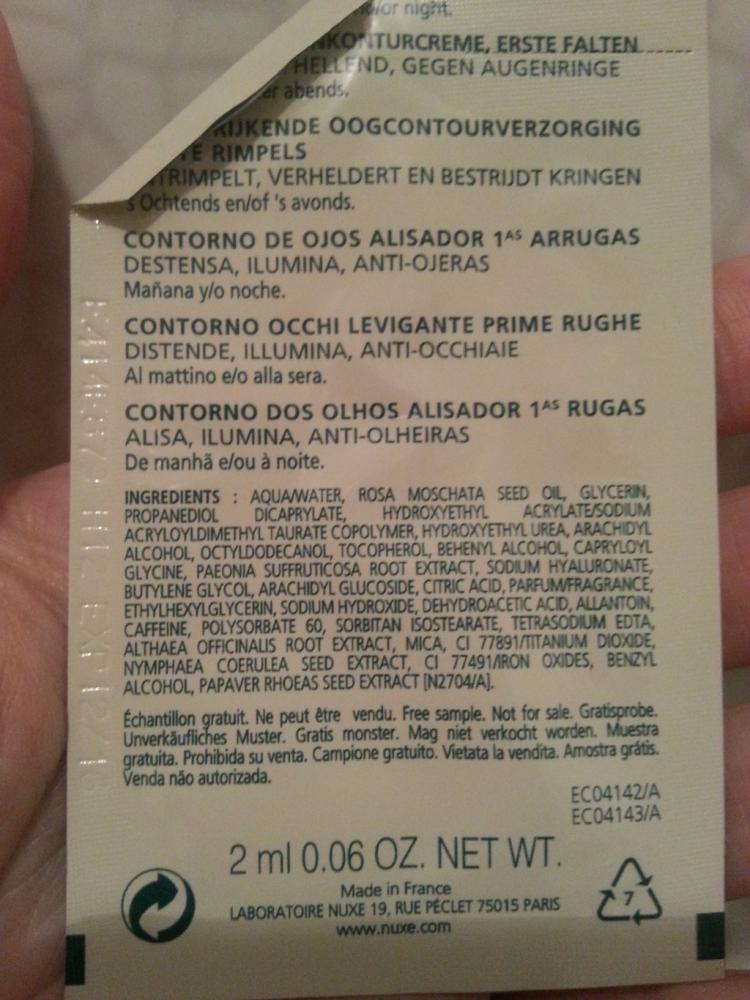 night.
ERSTE FALTEN
GEGEN AUGENRINGE
abends.
OOGCONTOURVERZORGING
RIMPELS
VERHELDERT EN BESTRIJDT KRINGEN
's Ochtends en/of 's avonds.
CONTORNO DE OJOS ALISADOR 1AS ARRUGAS
DESTENSA, ILUMINA, ANTI-OJERAS
Mañana y/o noche.
CONTORNO OCCHI LEVIGANTE PRIME RUGHE
DISTENDE, ILLUMINA, ANTI-OCCHIAIE
Al mattino e/o alla sera.
CONTORNO DOS OLHOS ALISADOR 1AS RUGAS
ALISA, ILUMINA, ANTI-OLHEIRAS
De manhã e/ou à noite.
INGREDIENTS : AQUA/WATER, ROSA MOSCHATA SEED OIL, GLYCERIN,
PROPANEDIOL DICAPRYLATE, HYDROXYETHYL ACRYLATE/SODIUM
ACRYLOYLDIMETHYL TAURATE COPOLYMER, HYDROXYETHYL UREA, ARACHIDYL
ALCOHOL, OCTYLDODECANOL, TOCOPHEROL, BEHENYL ALCOHOL, CAPRYLOYL
GLYCINE, PAEONIA SUFFRUTICOSA ROOT EXTRACT, SODIUM HYALURONATE,
BUTYLENE GLYCOL, ARACHIDYL GLUCOSIDE, CITRIC ACID, PARFUM/FRAGRANCE,
ETHYLHEXYLGLYCERIN, SODIUM HYDROXIDE, DEHYDROACETIC ACID, ALLANTOIN,
CAFFEINE, POLYSORBATE 60, SORBITAN ISOSTEARATE, TETRASODIUM EDTA,
ALTHAEA OFFICINALIS ROOT EXTRACT, MICA, CI 77891/TITANIUM DIOXIDE,
NYMPHAEA COERULEA SEED EXTRACT, CI 77491/IRON OXIDES, BENZYL
ALCOHOL, PAPAVER RHOEAS SEED EXTRACT [N2704/A].
Échantillon gratuit. Ne peut être vendu. Free sample. Not for sale. Gratisprobe.
Unverkäufliches Muster. Gratis monster. Mag niet verkocht worden. Muestra
gratuita. Prohibida su venta. Campione gratuito. Vietata la vendita. Amostra grátis.
Venda não autorizada.
EC04142/A
EC04143/A
2 ml 0.06 OZ. NET WT.
Made in France
LABORATOIRE NUXE 19, RUE PÉCLET 75015 PARIS
www.nuxe.com
7